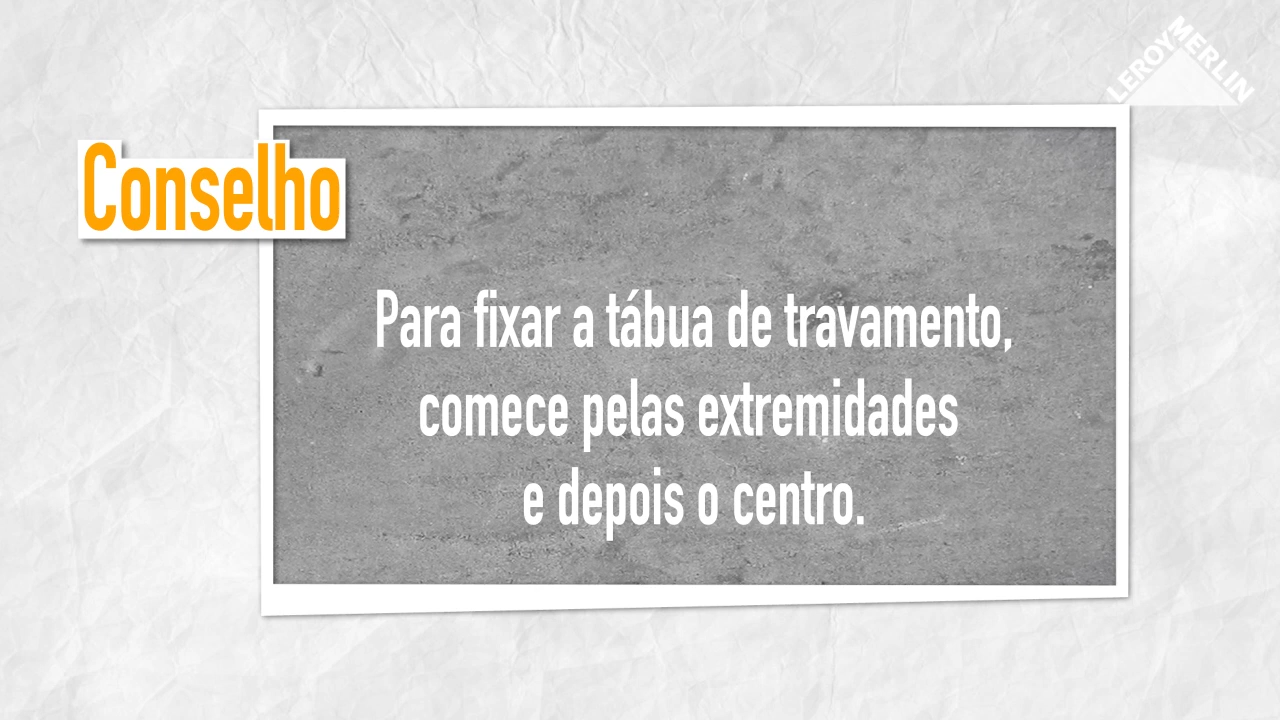 LEROY MERLIN
Conselho
Para fixar a tábua de travamento,
comece pelas extremidades
e depois o centro.